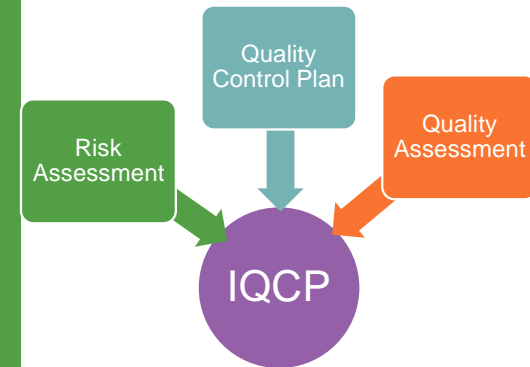 Quality
Control Plan
Risk
Assessment
Quality
Assessment
IQCP